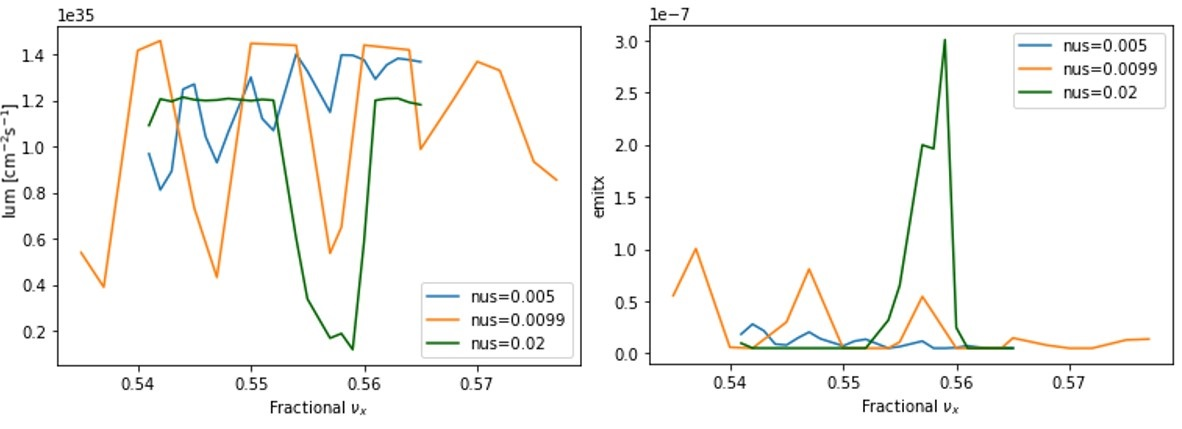 1e35
lum [cm⁻²s⁻¹]
1.4
1.2
1.0
0.8
0.6
0.4
0.2
nus=0.005
nus=0.0099
nus=0.02
0.54 0.55 0.56 0.57
Fractional νₓ
1e−7
emitx
3.0
2.5
2.0
1.5
1.0
0.5
0.0
nus=0.005
nus=0.0099
nus=0.02
0.54 0.55 0.56 0.57
Fractional νₓ